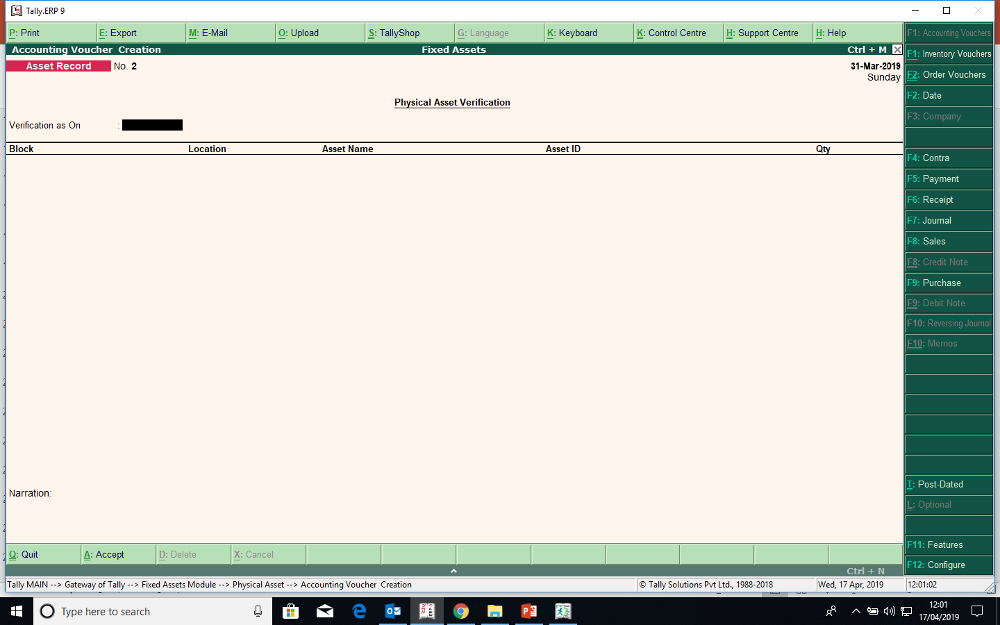 Tally.ERP 9
P: Print E: Export M: E-Mail O: Upload S: TallyShop G: Language K: Keyboard K: Control Centre H: Support Centre H: Help
Accounting Voucher Creation Fixed Assets Ctrl + M
Asset Record No. 2 31-Mar-2019
Sunday
Physical Asset Verification
Verification as On :
Block Location Asset Name Asset ID Qty
Narration:
Q: Quit A: Accept D: Delete X: Cancel
Ctrl + N
F1: Accounting Vouchers
F1: Inventory Vouchers
F2: Order Vouchers
F2: Date
F3: Company
F4: Contra
F5: Payment
F6: Receipt
F7: Journal
F8: Sales
F8: Credit Note
F9: Purchase
F9: Debit Note
F10: Reversing Journal
F10: Memos
T: Post-Dated
L: Optional
F11: Features
F12: Configure
Tally MAIN --> Gateway of Tally --> Fixed Assets Module --> Physical Asset --> Accounting Voucher Creation © Tally Solutions Pvt Ltd., 1988-2018 Wed, 17 Apr, 2019 12:01:02
Type here to search 12:01
17/04/2019